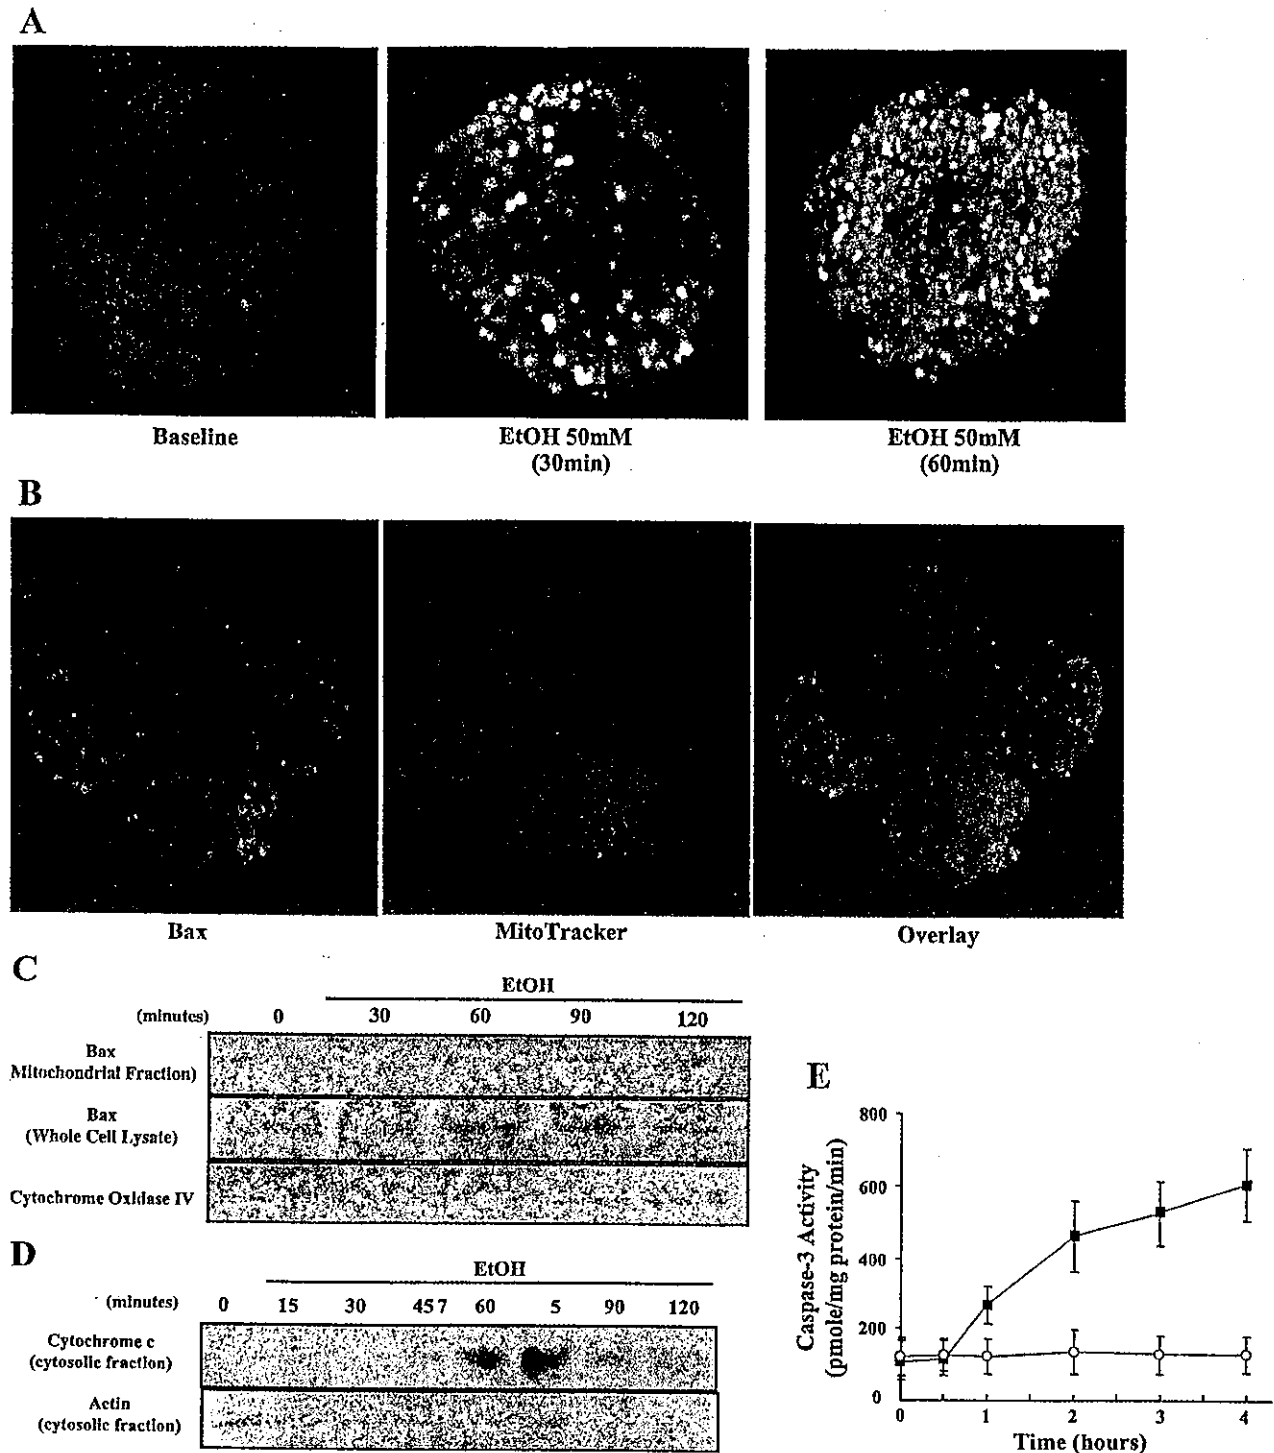 A
Baseline
EtOH 50mM
(30min)
EtOH 50mM
(60min)
B
Bax
MitoTracker
Overlay
C
EtOH
(minutes) 0 30 60 90 120
Bax
Mitochondrial Fraction)
Bax
(Whole Cell Lysate)
Cytochrome Oxidase IV
D
EtOH
(minutes) 0 15 30 45 7 60 5 90 120
Cytochrome c
(cytosolic fraction)
Actin
(cytosolic fraction)
E
Caspase-3 Activity
(pmole/mg protein/min)
800
600
400
200
0
0 1 2 3 4
Time (hours)